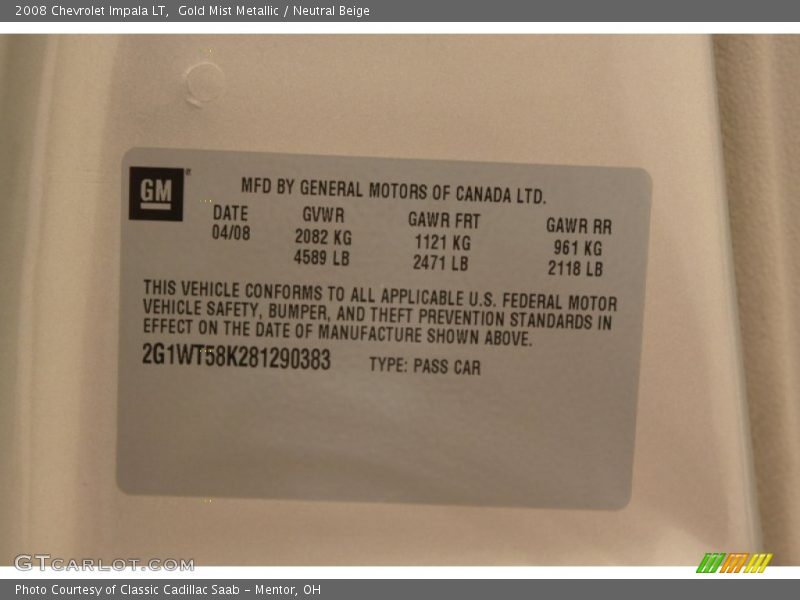 2008 Chevrolet Impala LT,  Gold Mist Metallic / Neutral Beige
GM
MFD BY GENERAL MOTORS OF CANADA LTD.
DATE GVWR GAWR FRT GAWR RR
04/08 2082 KG 1121 KG 961 KG
4589 LB 2471 LB 2118 LB
THIS VEHICLE CONFORMS TO ALL APPLICABLE U.S. FEDERAL MOTOR
VEHICLE SAFETY, BUMPER, AND THEFT PREVENTION STANDARDS IN
EFFECT ON THE DATE OF MANUFACTURE SHOWN ABOVE.
2G1WT58K281290383 TYPE: PASS CAR
GTCARLOT.COM
Photo Courtesy of Classic Cadillac Saab - Mentor, OH